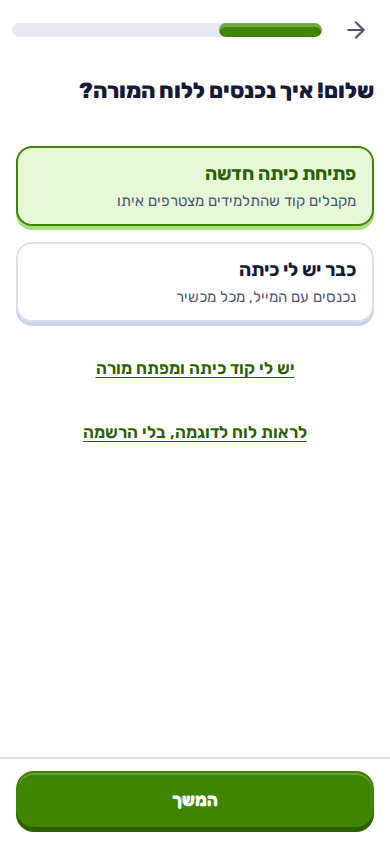 שלום! איך נכנסים ללוח המורה?
פתיחת כיתה חדשה
מקבלים קוד שהתלמידים מצטרפים איתו
כבר יש לי כיתה
נכנסים עם המייל, מכל מכשיר
יש לי קוד כיתה ומפתח מורה
לראות לוח לדוגמה, בלי הרשמה
המשך